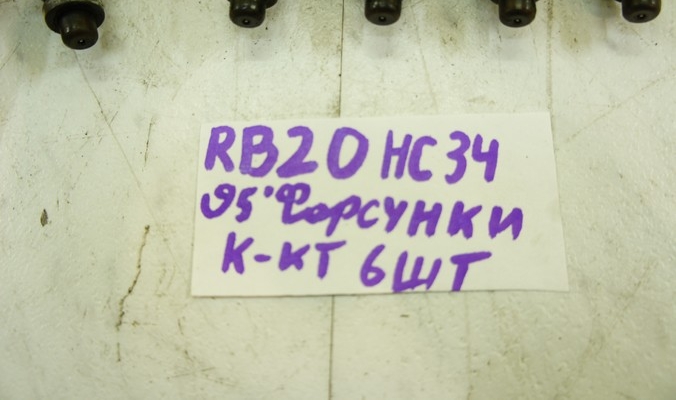 RB20 HC34
95' Форсунки
К-КТ 6ШТ